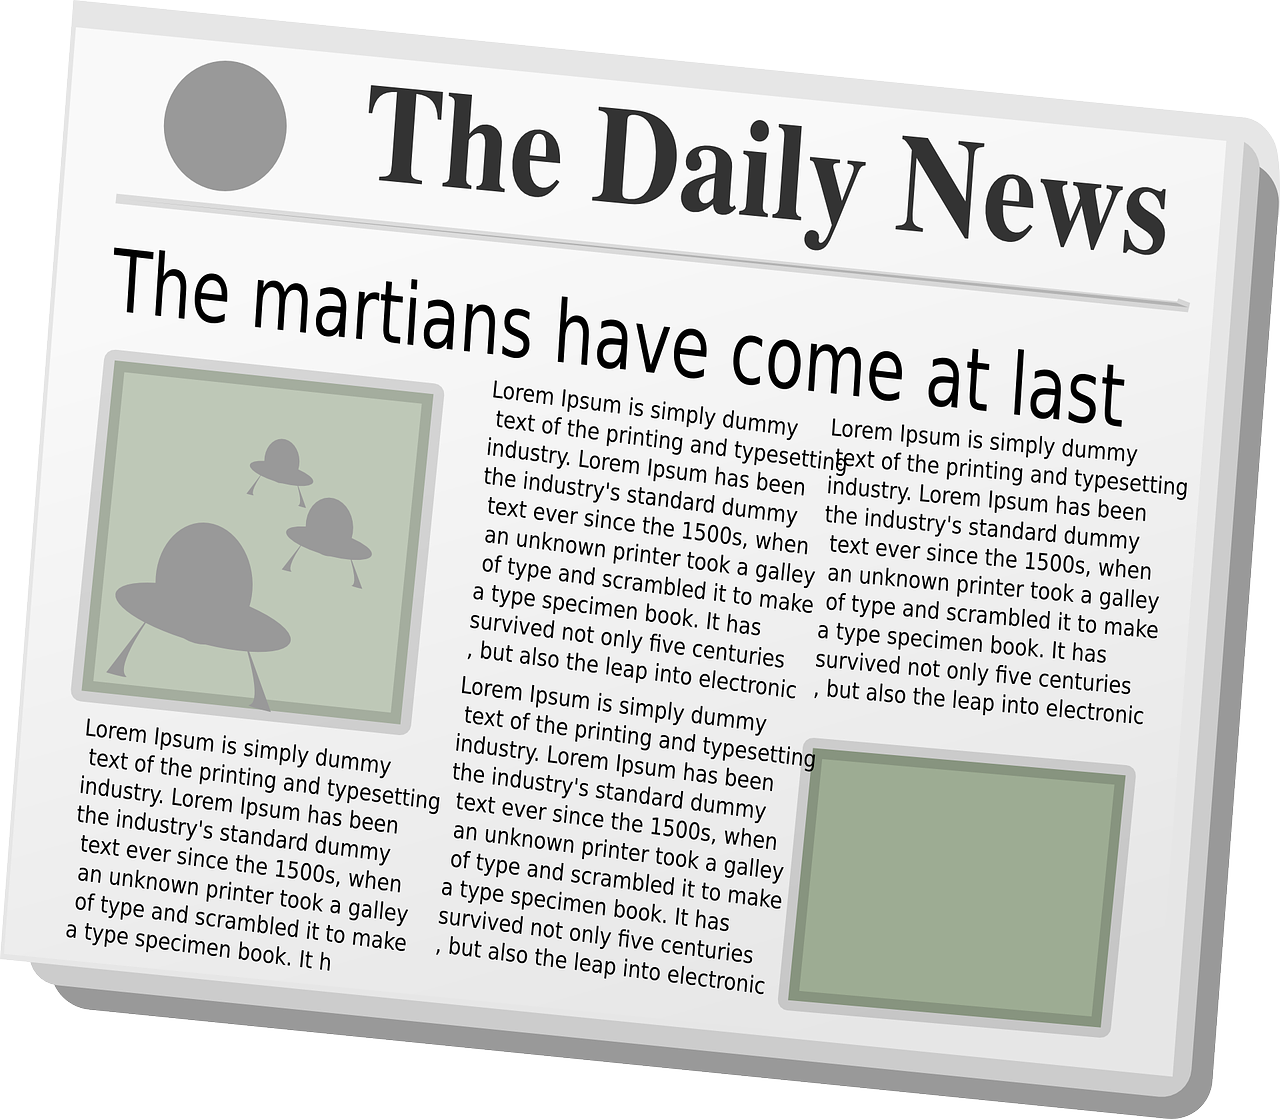 The Daily News
The martians have come at last
Lorem Ipsum is simply dummy
text of the printing and typesetting
industry. Lorem Ipsum has been
the industry's standard dummy
text ever since the 1500s, when
an unknown printer took a galley
of type and scrambled it to make
a type specimen book. It h
Lorem Ipsum is simply dummy
text of the printing and typesetting
industry. Lorem Ipsum has been
the industry's standard dummy
text ever since the 1500s, when
an unknown printer took a galley
of type and scrambled it to make
a type specimen book. It has
survived not only five centuries
, but also the leap into electronic
Lorem Ipsum is simply dummy
text of the printing and typesetting
industry. Lorem Ipsum has been
the industry's standard dummy
text ever since the 1500s, when
an unknown printer took a galley
of type and scrambled it to make
a type specimen book. It has
survived not only five centuries
, but also the leap into electronic
Lorem Ipsum is simply dummy
text of the printing and typesetting
industry. Lorem Ipsum has been
the industry's standard dummy
text ever since the 1500s, when
an unknown printer took a galley
of type and scrambled it to make
a type specimen book. It has
survived not only five centuries
, but also the leap into electronic